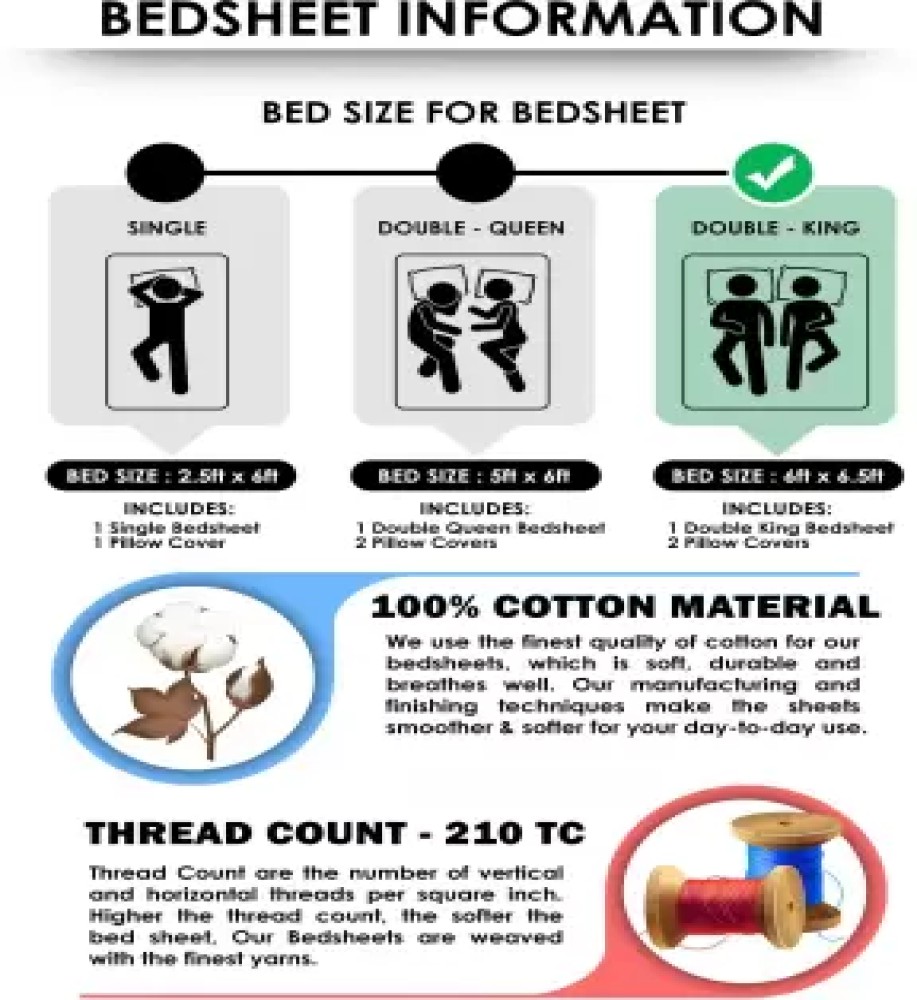 BEDSHEET INFORMATION
BED SIZE FOR BEDSHEET
SINGLE
DOUBLE - QUEEN
DOUBLE - KING
BED SIZE : 2.5ft x 6ft
BED SIZE : 5ft x 6ft
BED SIZE : 6ft x 6.5ft
INCLUDES:
1 Single Bedsheet
1 Pillow Cover
INCLUDES:
1 Double Queen Bedsheet
2 Pillow Covers
INCLUDES:
1 Double King Bedsheet
2 Pillow Covers
100% COTTON MATERIAL
We use the finest quality of cotton for our
bedsheets, which is soft, durable and
breathes well. Our manufacturing and
finishing techniques make the sheets
smoother & softer for your day-to-day use.
THREAD COUNT - 210 TC
Thread Count are the number of vertical
and horizontal threads per square inch.
Higher the thread count, the softer the
bed sheet, Our Bedsheets are weaved
with the finest yarns.